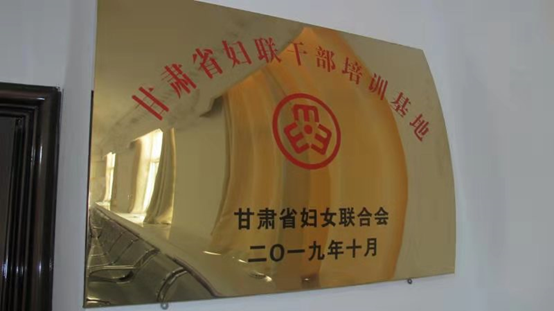 甘肃省妇联干部培训基地
甘肃省妇女联合会
二〇一九年十月